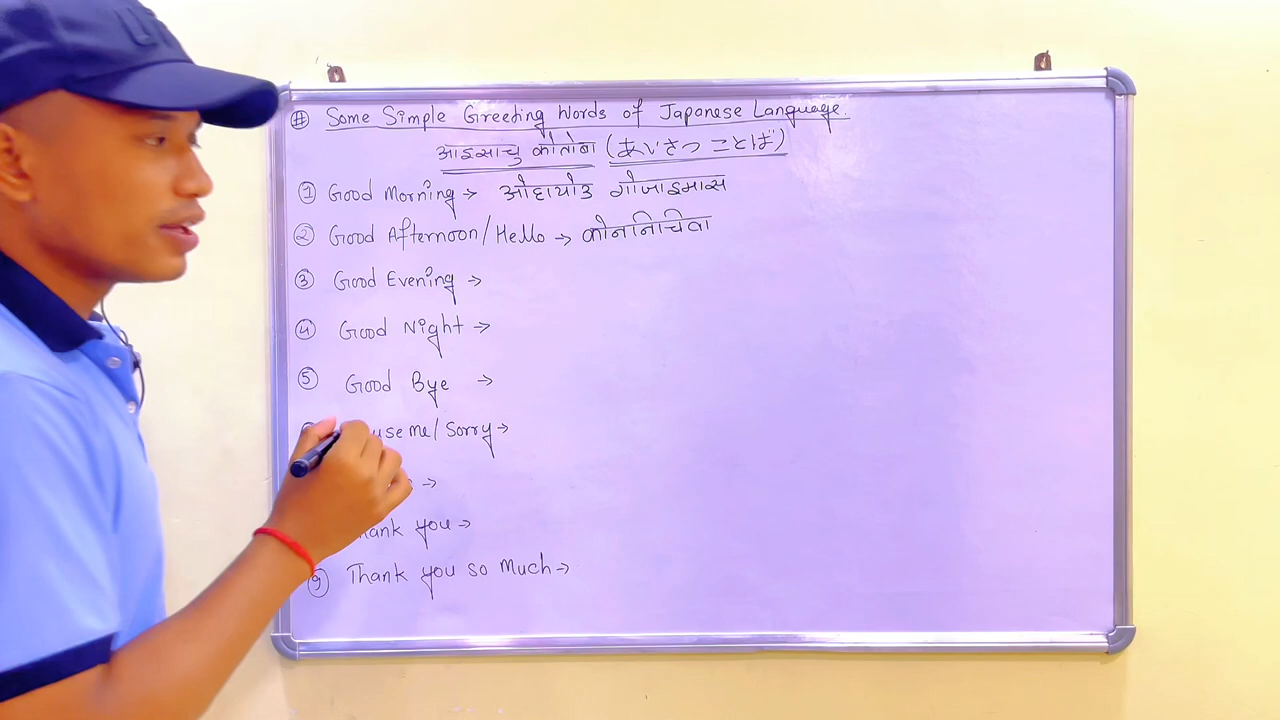 # Some Simple Greeting Words of Japanese Language.
आइसाचु कोतोबा (あいさつ ことば)
① Good Morning → ओहायोउ गोजाइमास
② Good Afternoon/Hello → कोननिचिवा
③ Good Evening →
④ Good Night →
⑤ Good Bye →
Me/Sorry →
→
you →
⑨ Thank you so Much →